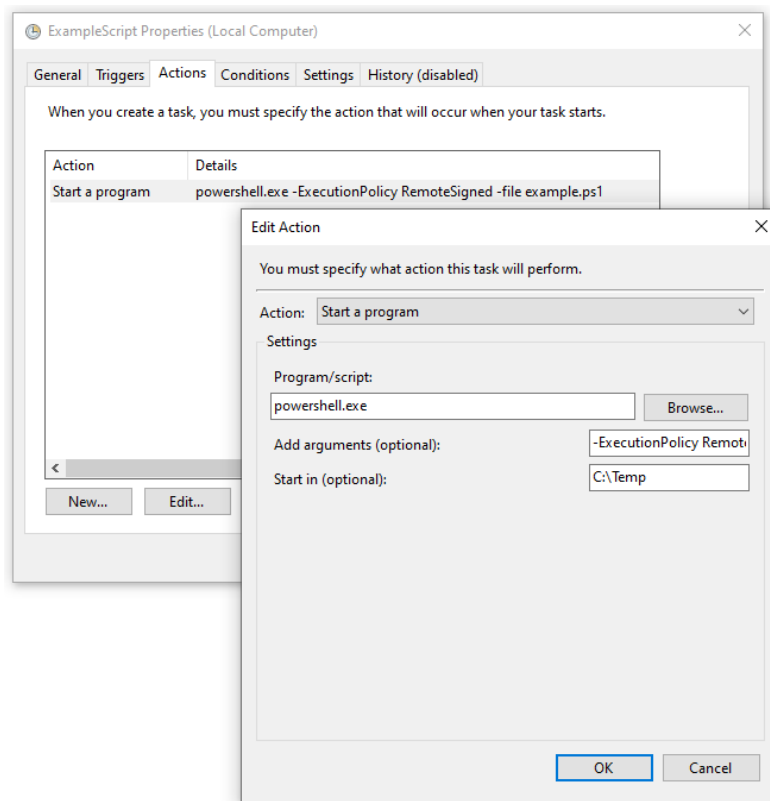 ExampleScript Properties (Local Computer)
General Triggers Actions Conditions Settings History (disabled)
When you create a task, you must specify the action that will occur when your task starts.
Action Details
Start a program powershell.exe -ExecutionPolicy RemoteSigned -file example.ps1
New... Edit...
Edit Action
You must specify what action this task will perform.
Action: Start a program
Settings
Program/script:
powershell.exe Browse...
Add arguments (optional): -ExecutionPolicy Remot
Start in (optional): C:\Temp
OK Cancel